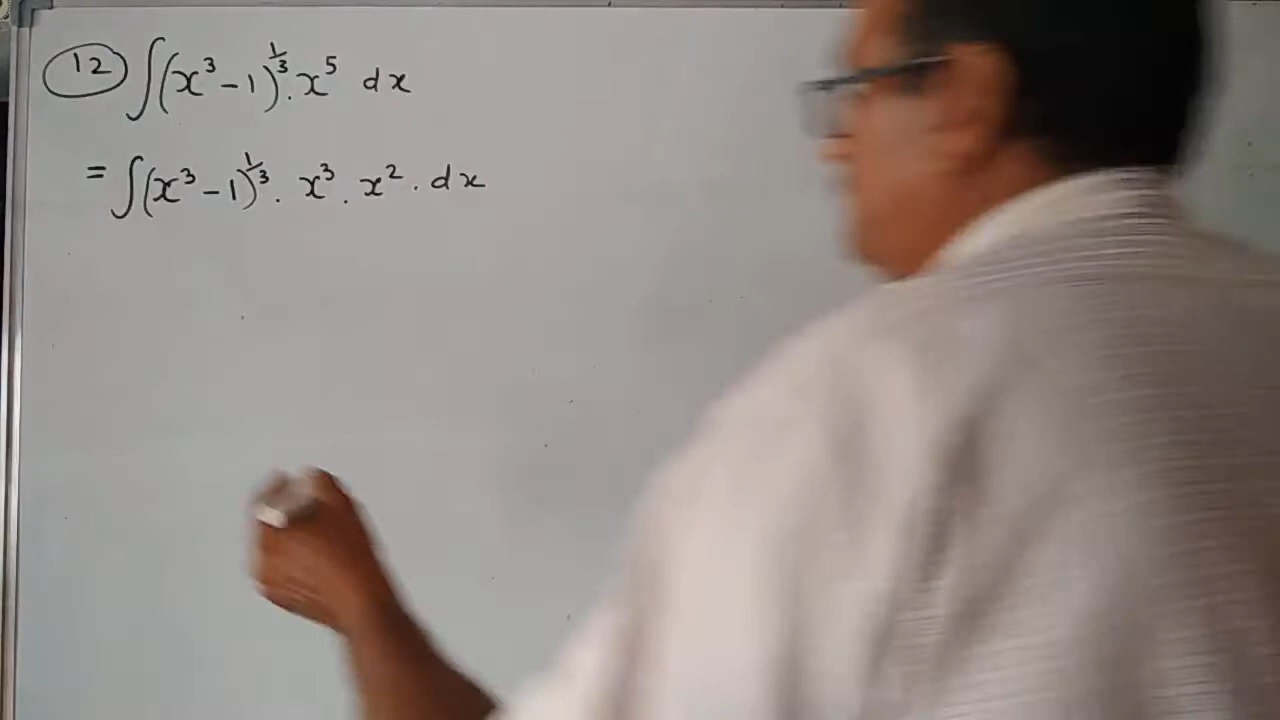 12 ∫(x³ - 1)^(1/3) . x⁵ dx
= ∫(x³ - 1)^(1/3) . x³ . x² . dx